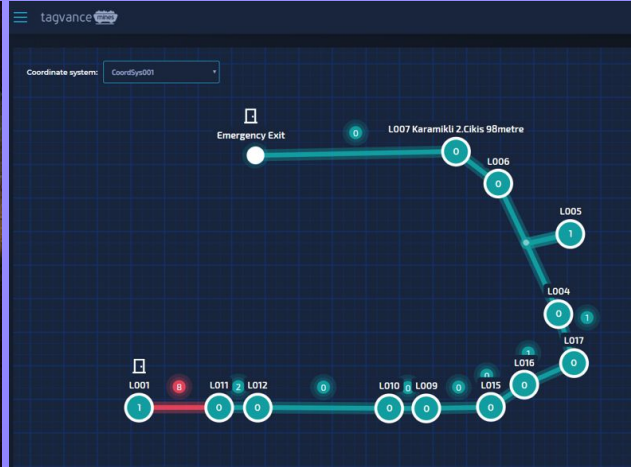 tagvance mines
Coordinate system: CoordSys001
Emergency Exit
0
L007 Karamikli 2.Cikis 98metre
0
L006
0
L005
1
L004
0
1
L017
0
1
L016
0
0
L015
0
L001
1
8
L011
0
2
L012
0
0
L010
0
0
L009
0
0